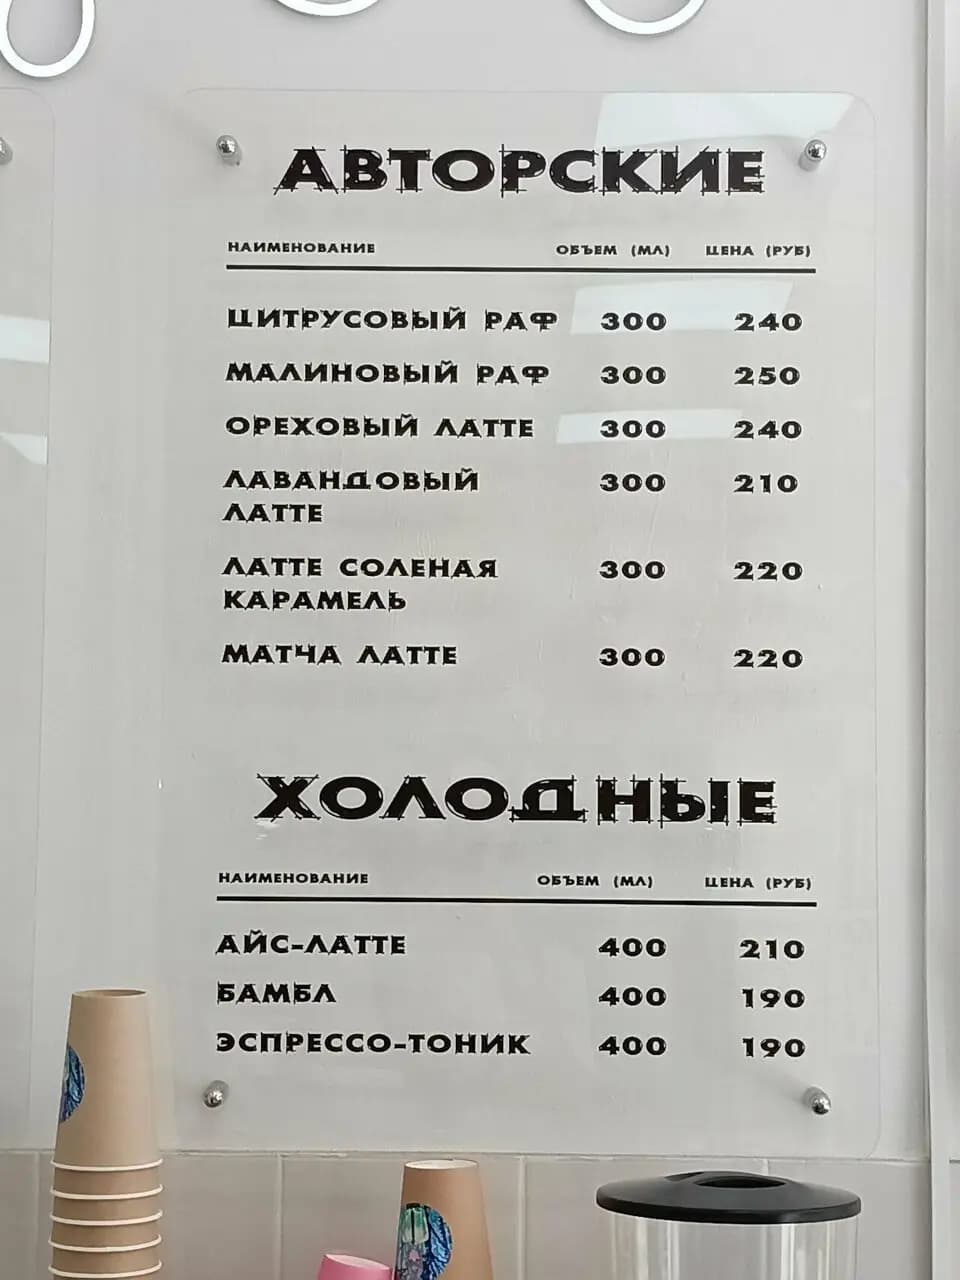 АВТОРСКИЕ
НАИМЕНОВАНИЕ ОБЪЕМ (МЛ) ЦЕНА (РУБ)
ЦИТРУСОВЫЙ РАФ 300 240
МАЛИНОВЫЙ РАФ 300 250
ОРЕХОВЫЙ ЛАТТЕ 300 240
ЛАВАНДОВЫЙ 300 210
ЛАТТЕ
ЛАТТЕ СОЛЕНАЯ 300 220
КАРАМЕЛЬ
МАТЧА ЛАТТЕ 300 220
ХОЛОДНЫЕ
НАИМЕНОВАНИЕ ОБЪЕМ (МЛ) ЦЕНА (РУБ)
АЙС-ЛАТТЕ 400 210
БАМБЛ 400 190
ЭСПРЕССО-ТОНИК 400 190